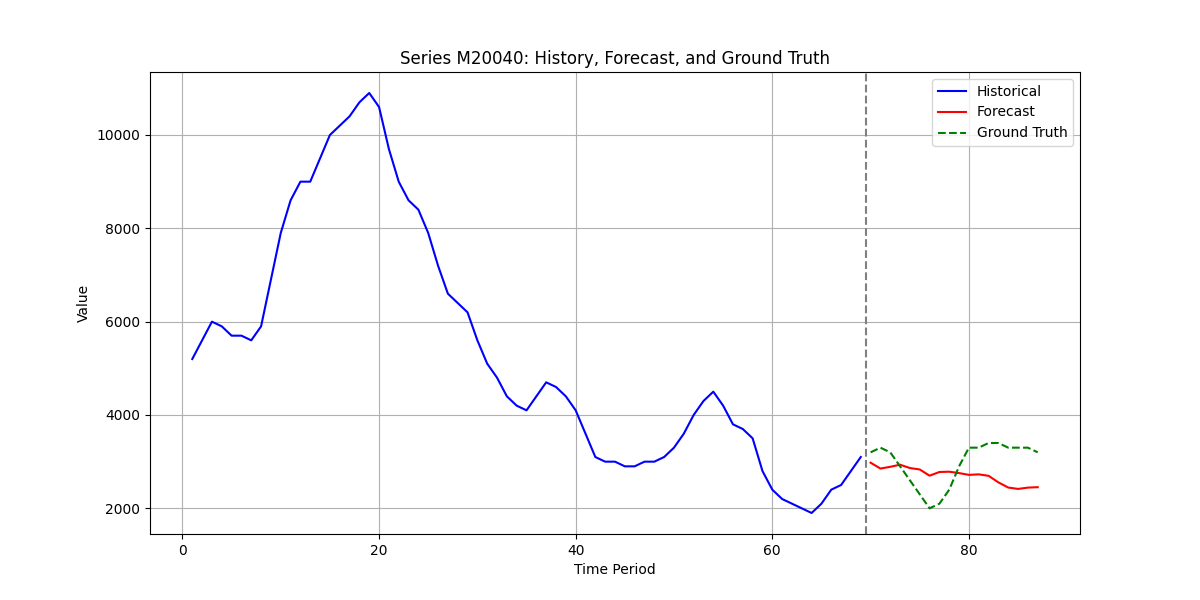 Series M20040: History, Forecast, and Ground Truth
Historical
Forecast
Ground Truth
10000
8000
6000
4000
2000
Value
0
20
40
60
80
Time Period